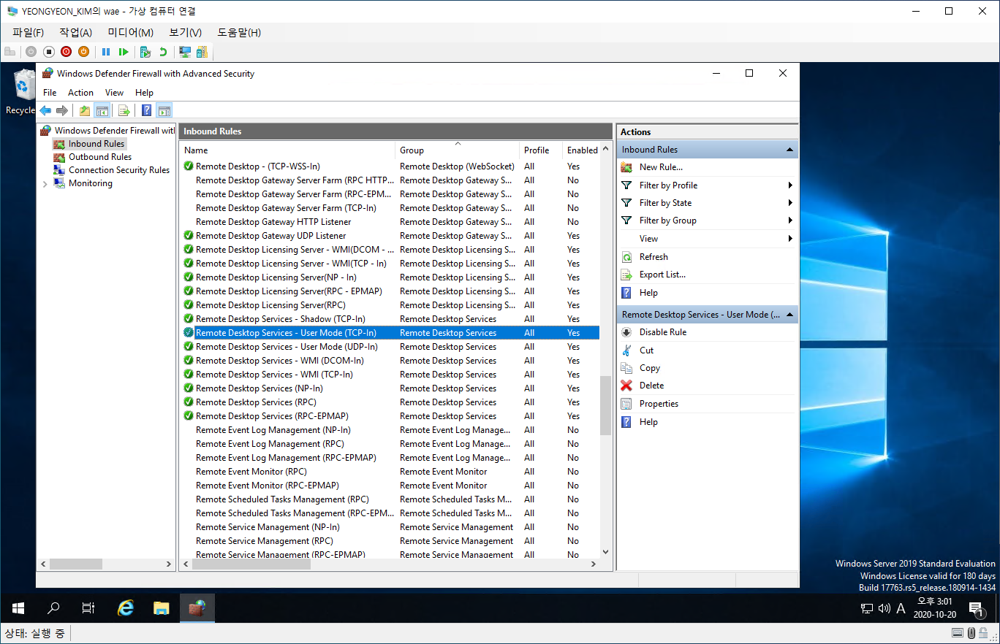 YEONGYEON_KIM의 wae - 가상 컴퓨터 연결
파일(F) 작업(A) 미디어(M) 보기(V) 도움말(H)
Recycle
Windows Defender Firewall with Advanced Security
File Action View Help
Windows Defender Firewall wit
Inbound Rules
Outbound Rules
Connection Security Rules
Monitoring
Inbound Rules
Name Group Profile Enabled
Remote Desktop - (TCP-WSS-In) Remote Desktop (WebSocket) All Yes
Remote Desktop Gateway Server Farm (RPC HTTP... Remote Desktop Gateway S... All No
Remote Desktop Gateway Server Farm (RPC-EPM... Remote Desktop Gateway S... All No
Remote Desktop Gateway Server Farm (TCP-In) Remote Desktop Gateway S... All No
Remote Desktop Gateway HTTP Listener Remote Desktop Gateway S... All No
Remote Desktop Gateway UDP Listener Remote Desktop Gateway S... All Yes
Remote Desktop Licensing Server - WMI(DCOM - ... Remote Desktop Licensing S... All Yes
Remote Desktop Licensing Server - WMI(TCP - In) Remote Desktop Licensing S... All Yes
Remote Desktop Licensing Server(NP - In) Remote Desktop Licensing S... All Yes
Remote Desktop Licensing Server(RPC - EPMAP) Remote Desktop Licensing S... All Yes
Remote Desktop Licensing Server(RPC) Remote Desktop Licensing S... All Yes
Remote Desktop Services - Shadow (TCP-In) Remote Desktop Services All Yes
Remote Desktop Services - User Mode (TCP-In) Remote Desktop Services All Yes
Remote Desktop Services - User Mode (UDP-In) Remote Desktop Services All Yes
Remote Desktop Services - WMI (DCOM-In) Remote Desktop Services All Yes
Remote Desktop Services - WMI (TCP-In) Remote Desktop Services All Yes
Remote Desktop Services (NP-In) Remote Desktop Services All Yes
Remote Desktop Services (RPC) Remote Desktop Services All Yes
Remote Desktop Services (RPC-EPMAP) Remote Desktop Services All Yes
Remote Event Log Management (NP-In) Remote Event Log Manage... All No
Remote Event Log Management (RPC) Remote Event Log Manage... All No
Remote Event Log Management (RPC-EPMAP) Remote Event Log Manage... All No
Remote Event Monitor (RPC) Remote Event Monitor All No
Remote Event Monitor (RPC-EPMAP) Remote Event Monitor All No
Remote Scheduled Tasks Management (RPC) Remote Scheduled Tasks M... All No
Remote Scheduled Tasks Management (RPC-EPM... Remote Scheduled Tasks M... All No
Remote Service Management (NP-In) Remote Service Management All No
Remote Service Management (RPC) Remote Service Management All No
Remote Service Management (RPC-EPMAP) Remote Service Management All No
Actions
Inbound Rules
New Rule...
Filter by Profile
Filter by State
Filter by Group
View
Refresh
Export List...
Help
Remote Desktop Services - User Mode (...
Disable Rule
Cut
Copy
Delete
Properties
Help
Windows Server 2019 Standard Evaluation
Windows License valid for 180 days
Build 17763.rs5_release.180914-1434
A 오후 3:01
2020-10-20
1
상태: 실행 중